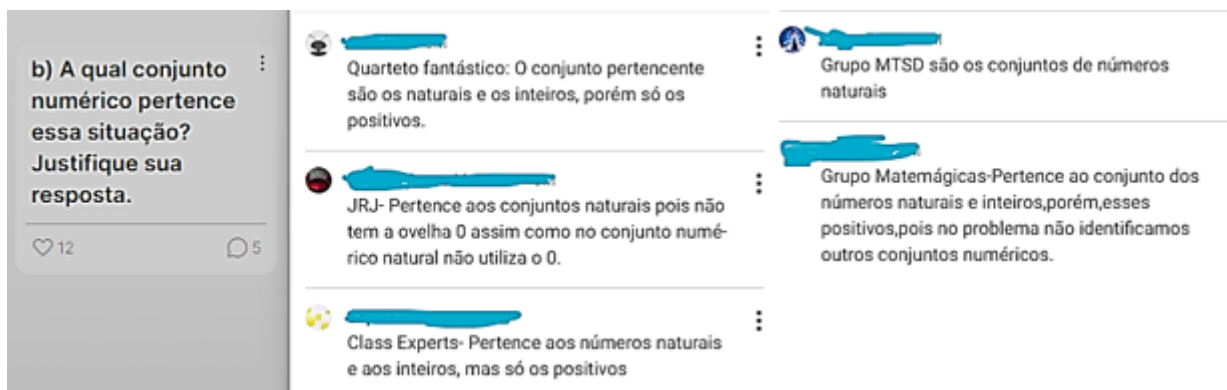 b) A qual conjunto
numérico pertence
essa situação?
Justifique sua
resposta.
12
5
Quarteto fantástico: O conjunto pertencente
são os naturais e os inteiros, porém só os
positivos.
JRJ- Pertence aos conjuntos naturais pois não
tem a ovelha 0 assim como no conjunto numé-
rico natural não utiliza o 0.
Class Experts- Pertence aos números naturais
e aos inteiros, mas só os positivos
Grupo MTSD são os conjuntos de números
naturais
Grupo Matemágicas-Pertence ao conjunto dos
números naturais e inteiros,porém,esses
positivos,pois no problema não identificamos
outros conjuntos numéricos.